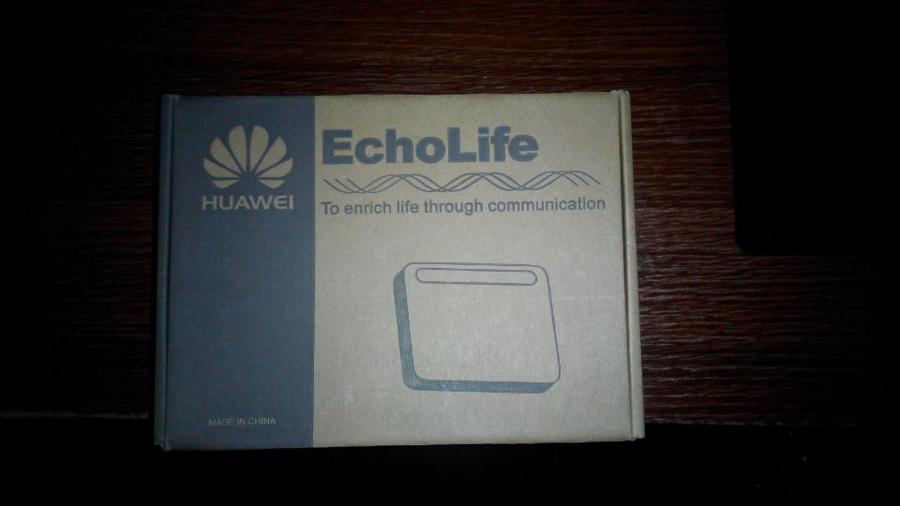 HUAWEI
EchoLife
To enrich life through communication
MADE IN CHINA